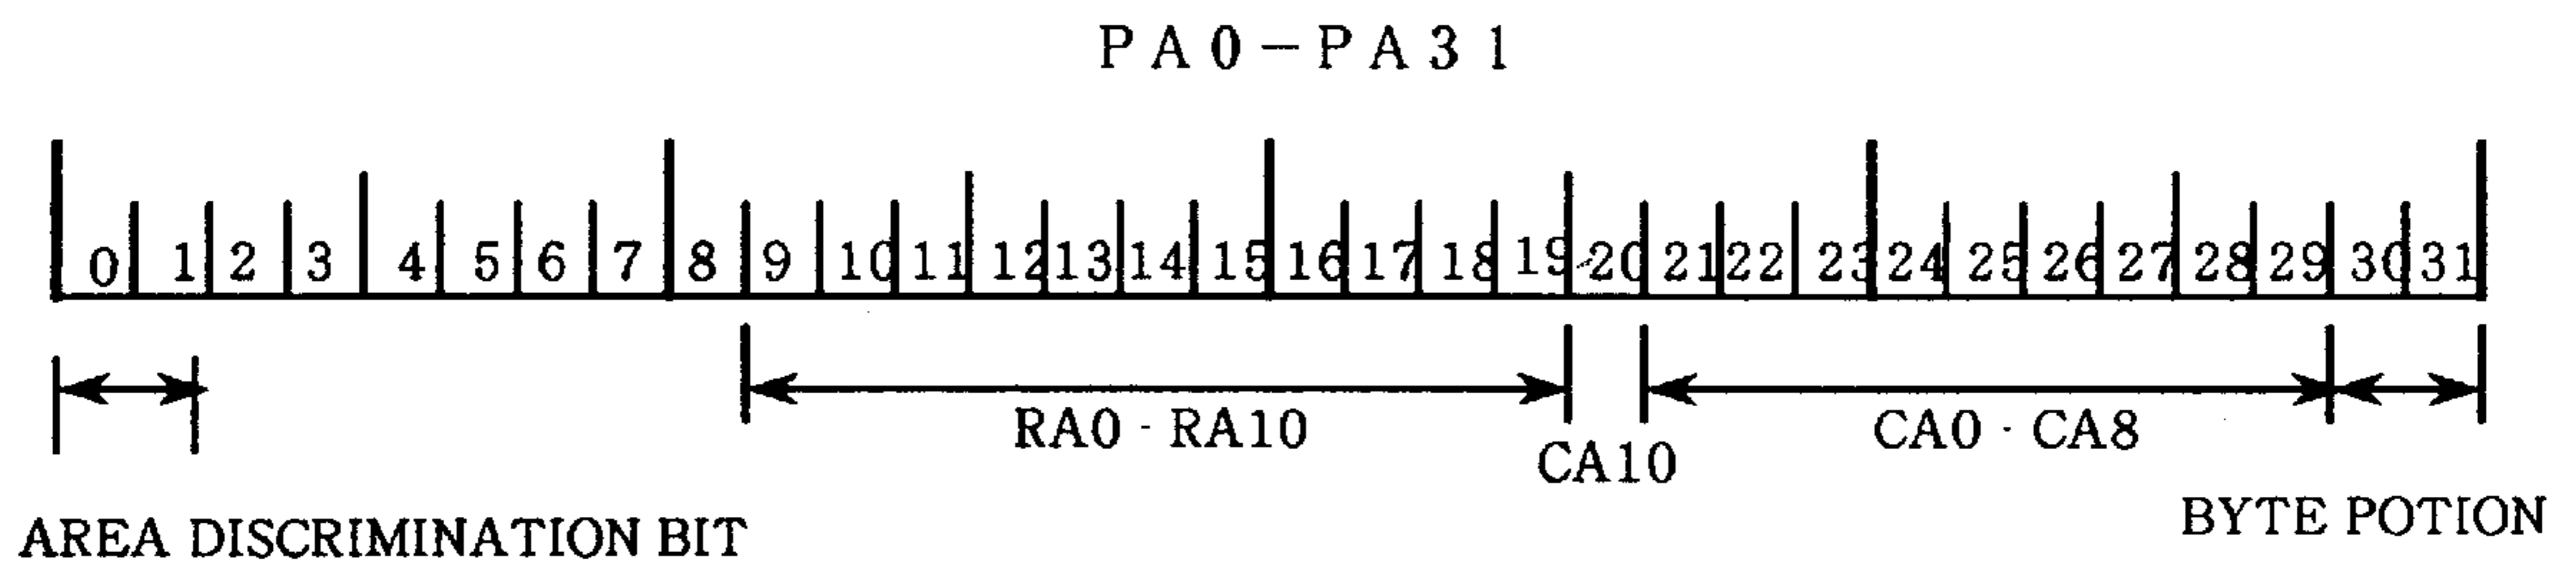 PA0-PA31
0 1 2 3 4 5 6 7 8 9 10 11 12 13 14 15 16 17 18 19 20 21 22 23 24 25 26 27 28 29 30 31
RA0 - RA10
CA10
CA0 - CA8
AREA DISCRIMINATION BIT
BYTE POTION